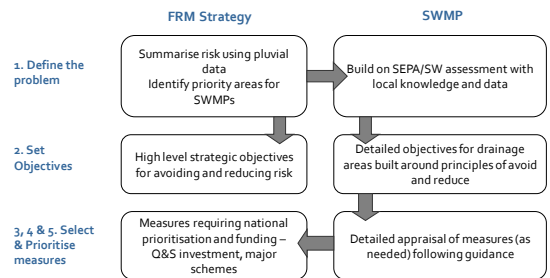 FRM Strategy
SWMP
1. Define the
problem
Summarise risk using pluvial
data
Identify priority areas for
SWMPs
Build on SEPA/SW assessment with
local knowledge and data
2. Set
Objectives
High level strategic objectives
for avoiding and reducing risk
Detailed objectives for drainage
areas built around principles of avoid
and reduce
3, 4 & 5. Select
& Prioritise
measures
Measures requiring national
prioritisation and funding –
Q&S investment, major
schemes
Detailed appraisal of measures (as
needed) following guidance